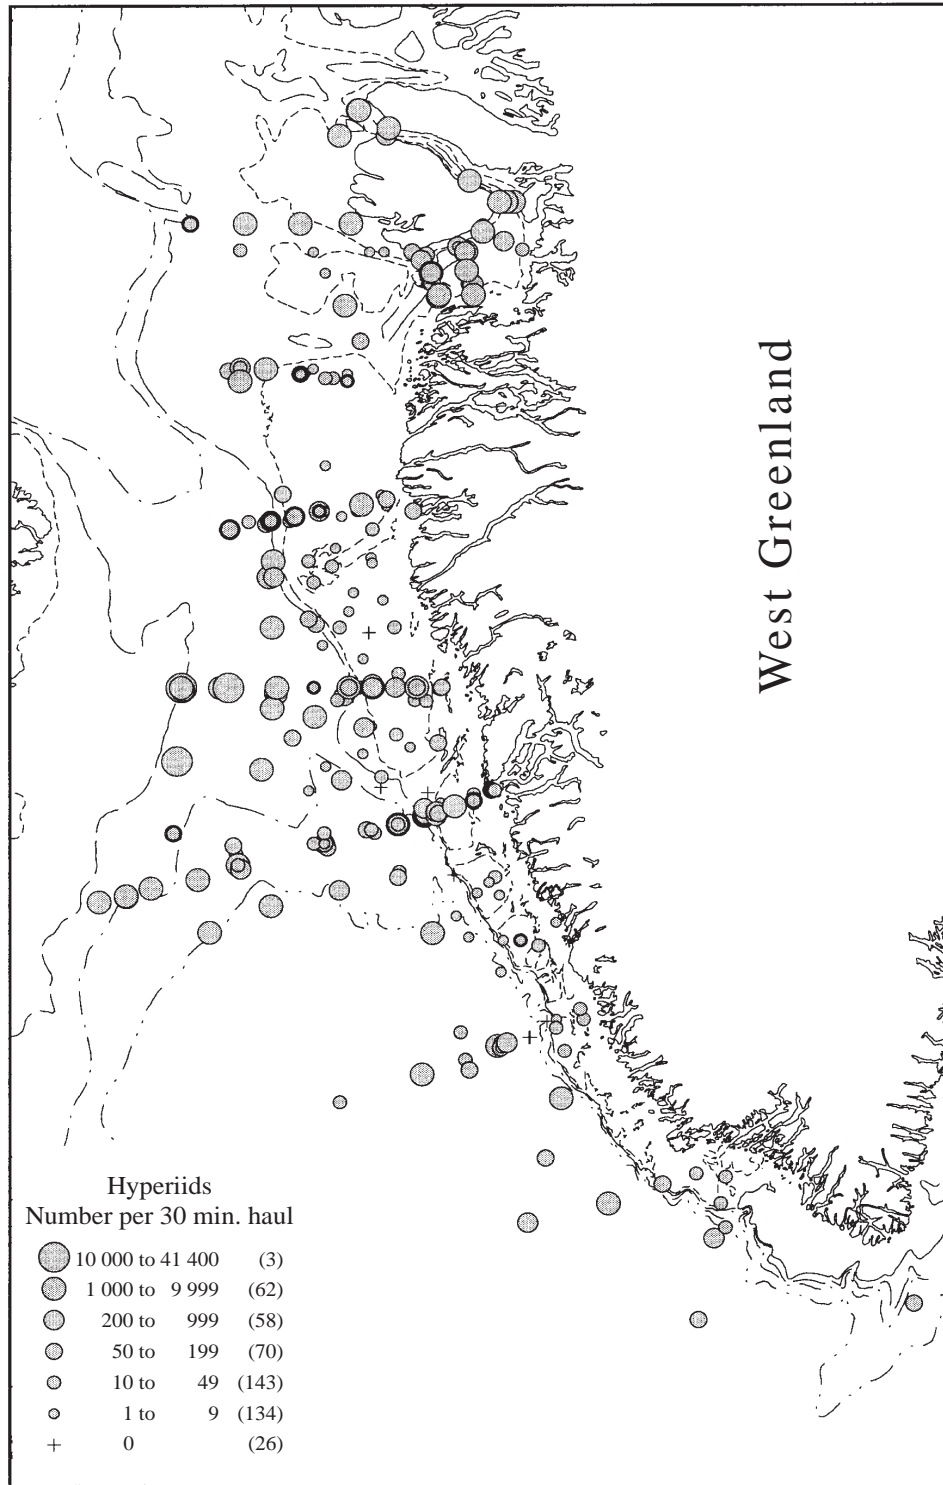 West Greenland
Hyperiids
Number per 30 min. haul
10 000 to 41 400 (3)
1 000 to 9 999 (62)
200 to 999 (58)
50 to 199 (70)
10 to 49 (143)
1 to 9 (134)
+ 0 (26)